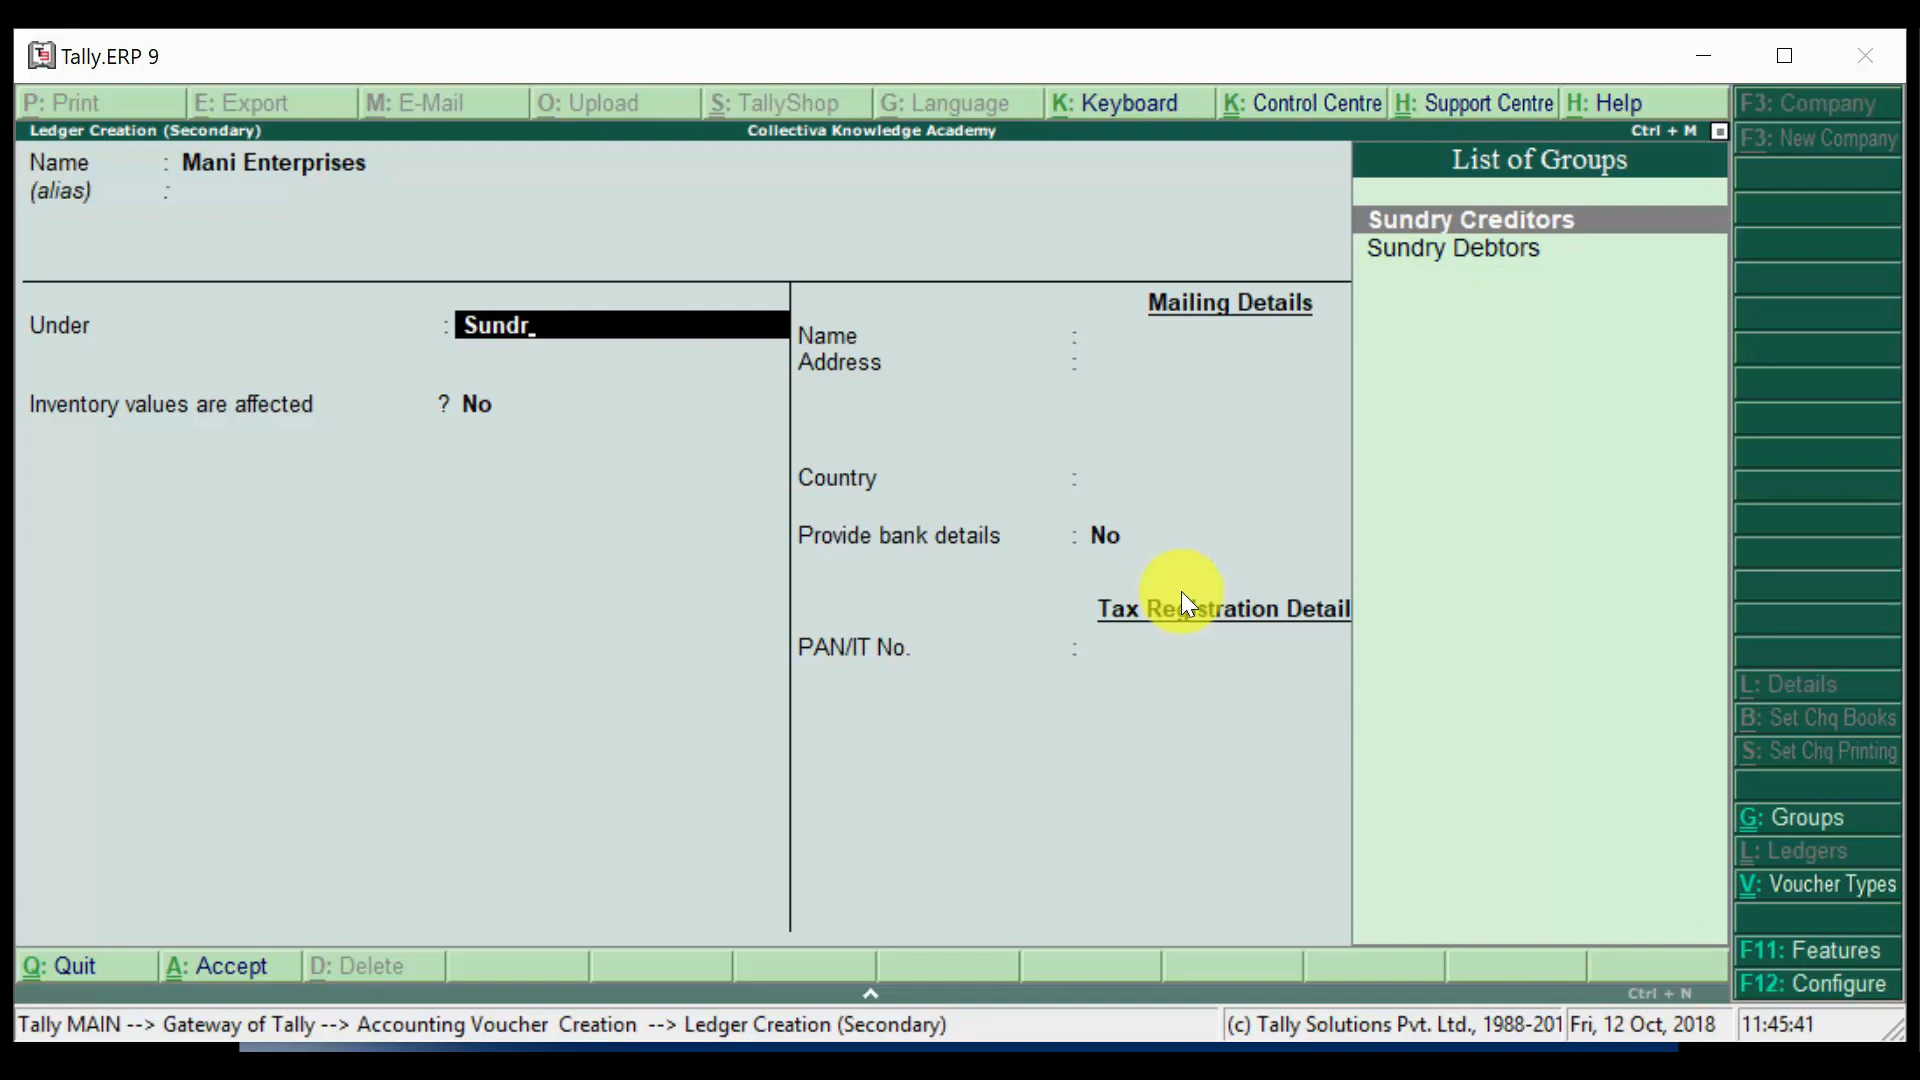 Tally.ERP 9
P: Print E: Export M: E-Mail O: Upload S: TallyShop G: Language K: Keyboard K: Control Centre H: Support Centre H: Help
F3: Company
Ledger Creation (Secondary) Collectiva Knowledge Academy Ctrl + M
F3: New Company
Name : Mani Enterprises
(alias) :
List of Groups
Sundry Creditors
Sundry Debtors
Under : Sundr_
Inventory values are affected ? No
Mailing Details
Name :
Address :
Country :
Provide bank details : No
Tax Registration Detail
PAN/IT No. :
L: Details
B: Set Chq Books
S: Set Chq Printing
G: Groups
L: Ledgers
V: Voucher Types
F11: Features
F12: Configure
Q: Quit A: Accept D: Delete
Ctrl + N
Tally MAIN --> Gateway of Tally --> Accounting Voucher Creation --> Ledger Creation (Secondary) (c) Tally Solutions Pvt. Ltd., 1988-201 Fri, 12 Oct, 2018 11:45:41